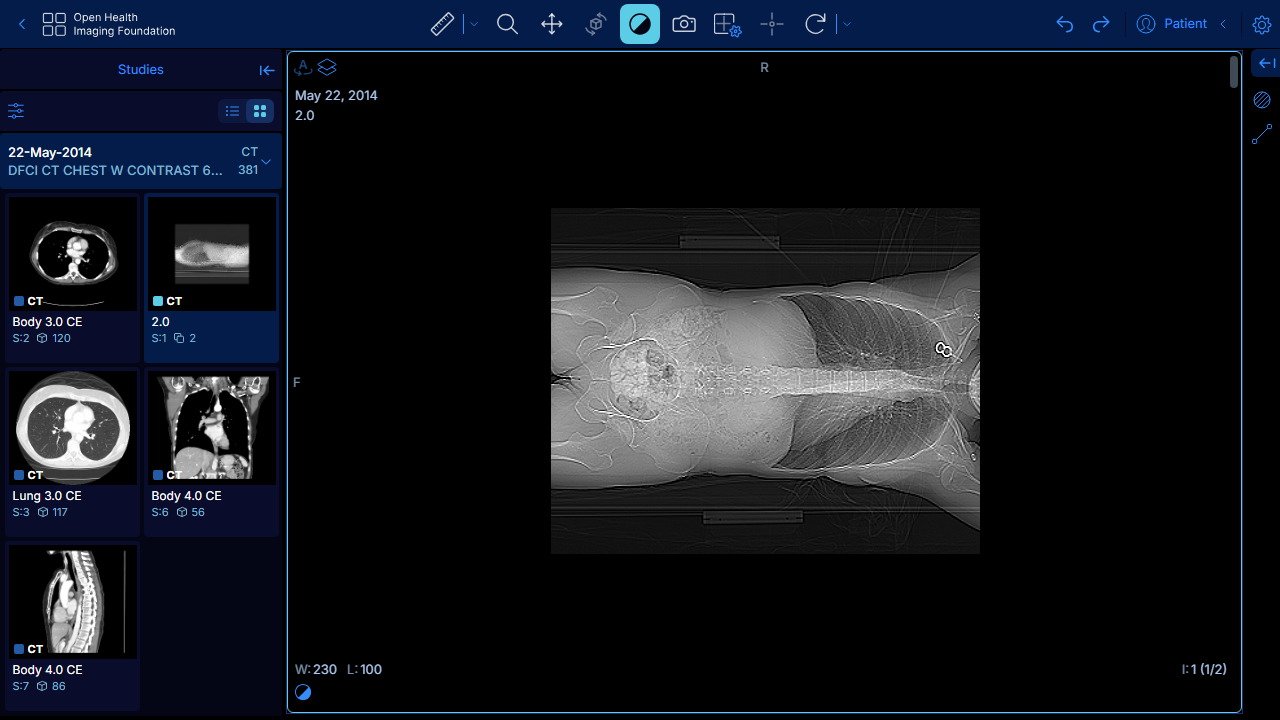 Open Health
Imaging Foundation
Patient
Studies
22-May-2014
CT
DFCI CT CHEST W CONTRAST 6...
381
CT
Body 3.0 CE
S:2 120
CT
2.0
S:1 2
CT
Lung 3.0 CE
S:3 117
CT
Body 4.0 CE
S:6 56
CT
Body 4.0 CE
S:7 86
A
R
May 22, 2014
2.0
F
W: 230 L: 100
I: 1 (1/2)